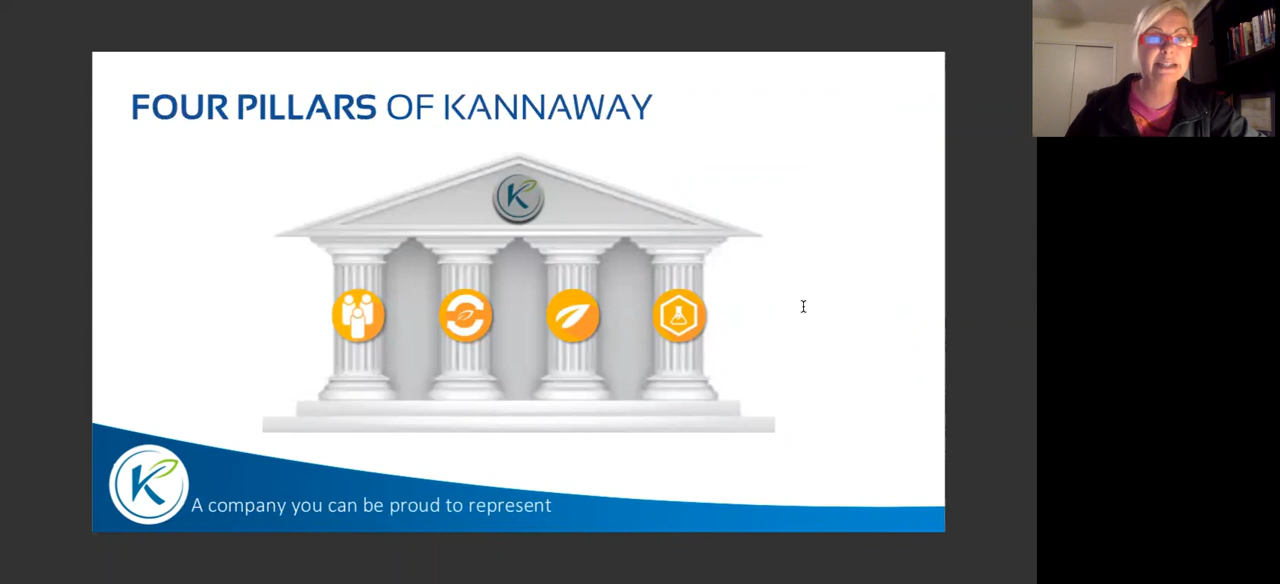 FOUR PILLARS OF KANNAWAY
K
K
A company you can be proud to represent